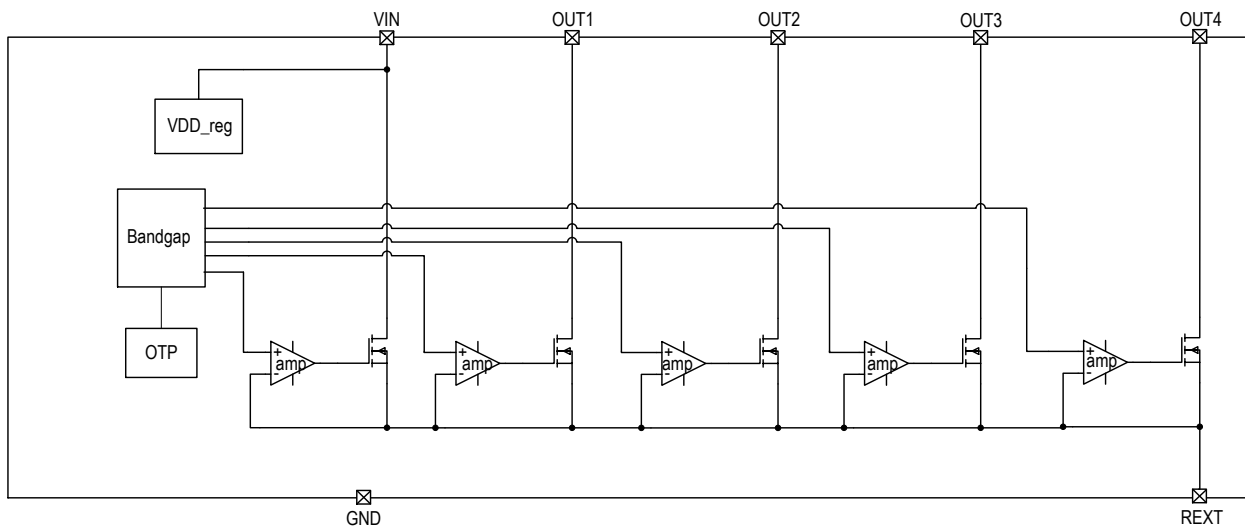 VIN
OUT1
OUT2
OUT3
OUT4
VDD_reg
Bandgap
OTP
+
amp
-
+
amp
-
+
amp
-
+
amp
-
+
amp
-
GND
REXT